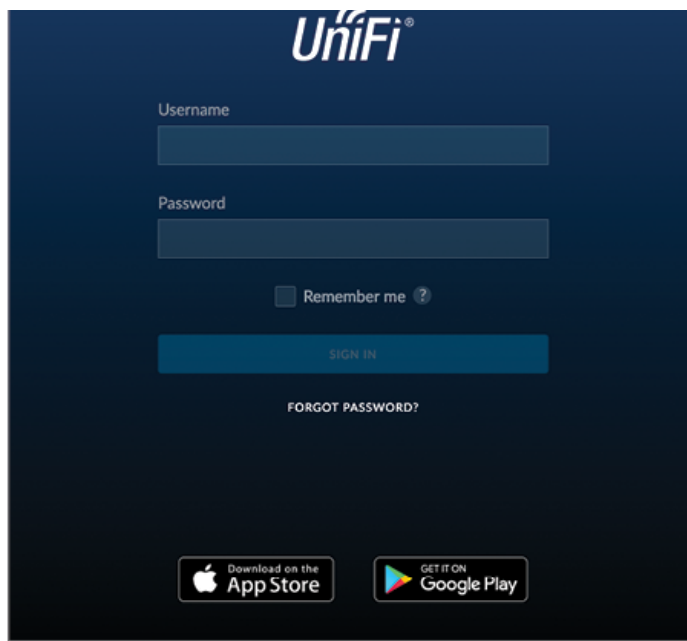 UniFi®
Username
Password
Remember me ?
SIGN IN
FORGOT PASSWORD?
Download on the
App Store
GET IT ON
Google Play